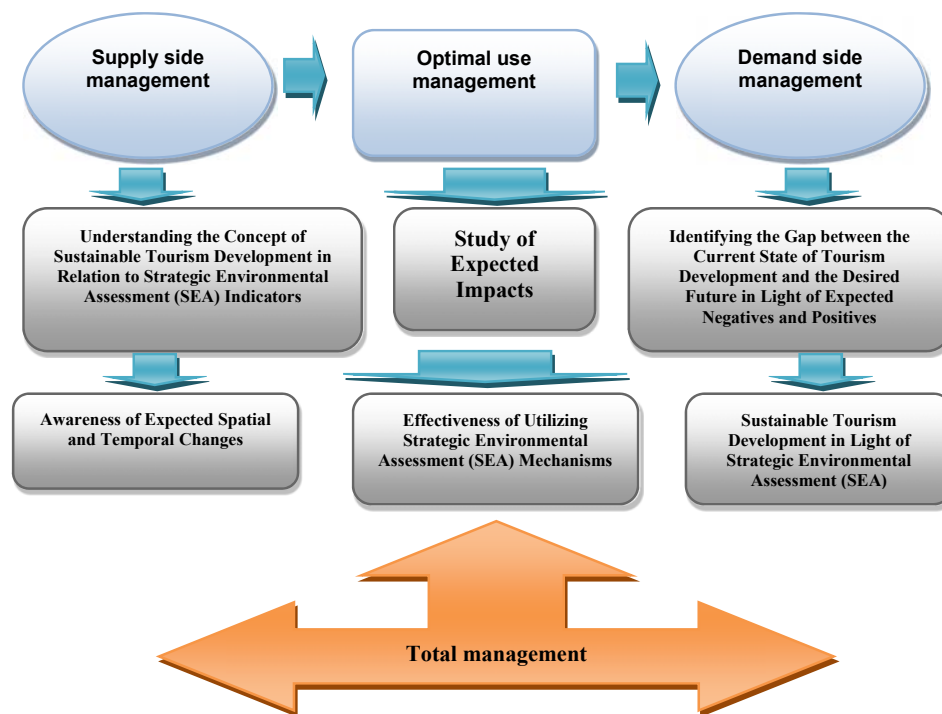 Supply side
management
Optimal use
management
Demand side
management
Understanding the Concept of
Sustainable Tourism Development in
Relation to Strategic Environmental
Assessment (SEA) Indicators
Study of
Expected
Impacts
Identifying the Gap between the
Current State of Tourism
Development and the Desired
Future in Light of Expected
Negatives and Positives
Awareness of Expected Spatial
and Temporal Changes
Effectiveness of Utilizing
Strategic Environmental
Assessment (SEA) Mechanisms
Sustainable Tourism
Development in Light of
Strategic Environmental
Assessment (SEA)
Total management